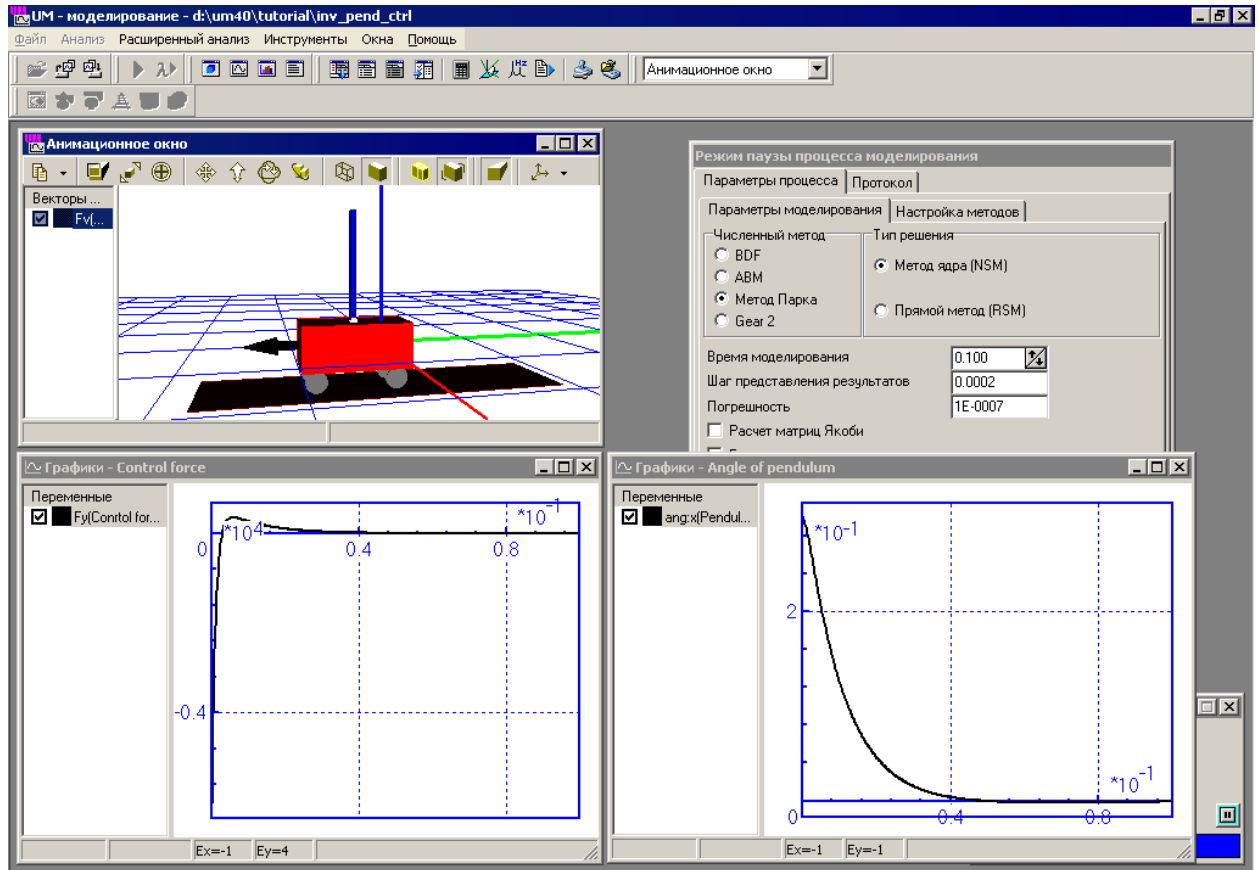 UM - моделирование - d:\um40\tutorial\inv_pend_ctrl
Файл Анализ Расширенный анализ Инструменты Окна Помощь
Анимационное окно
Анимационное окно
Векторы ...
Fv(...
Режим паузы процесса моделирования
Параметры процесса Протокол
Параметры моделирования Настройка методов
Численный метод
BDF
ABM
Метод Парка
Gear 2
Тип решения
Метод ядра (NSM)
Прямой метод (RSM)
Время моделирования 0.100
Шаг представления результатов 0.0002
Погрешность 1E-0007
Расчет матриц Якоби
Графики - Control force
Переменные
Fy(Conrtol for...
*10^4
*10^-1
0 0.4 0.8
-0.4
Ex=-1 Ey=4
Графики - Angle of pendulum
Переменные
ang:x(Pendul...
*10^-1
2
*10^-1
0 0.4 0.8
Ex=-1 Ey=-1